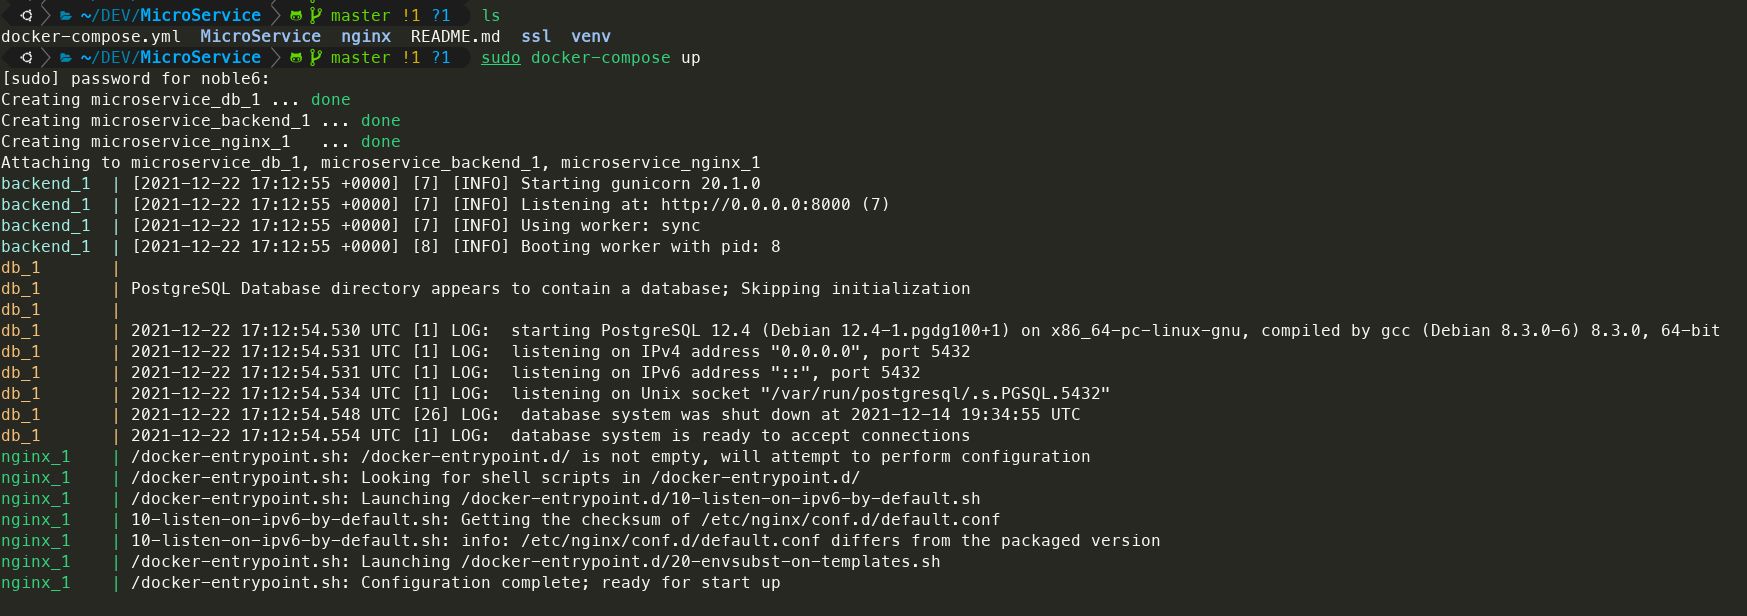 ~/DEV/MicroService master !1 ?1 ls
docker-compose.yml MicroService nginx README.md ssl venv
~/DEV/MicroService master !1 ?1 sudo docker-compose up
[sudo] password for noble6:
Creating microservice_db_1 ... done
Creating microservice_backend_1 ... done
Creating microservice_nginx_1   ... done
Attaching to microservice_db_1, microservice_backend_1, microservice_nginx_1
backend_1  | [2021-12-22 17:12:55 +0000] [7] [INFO] Starting gunicorn 20.1.0
backend_1  | [2021-12-22 17:12:55 +0000] [7] [INFO] Listening at: http://0.0.0.0:8000 (7)
backend_1  | [2021-12-22 17:12:55 +0000] [7] [INFO] Using worker: sync
backend_1  | [2021-12-22 17:12:55 +0000] [8] [INFO] Booting worker with pid: 8
db_1       |
db_1       | PostgreSQL Database directory appears to contain a database; Skipping initialization
db_1       |
db_1       | 2021-12-22 17:12:54.530 UTC [1] LOG:  starting PostgreSQL 12.4 (Debian 12.4-1.pgdg100+1) on x86_64-pc-linux-gnu, compiled by gcc (Debian 8.3.0-6) 8.3.0, 64-bit
db_1       | 2021-12-22 17:12:54.531 UTC [1] LOG:  listening on IPv4 address "0.0.0.0", port 5432
db_1       | 2021-12-22 17:12:54.531 UTC [1] LOG:  listening on IPv6 address "::", port 5432
db_1       | 2021-12-22 17:12:54.534 UTC [1] LOG:  listening on Unix socket "/var/run/postgresql/.s.PGSQL.5432"
db_1       | 2021-12-22 17:12:54.548 UTC [26] LOG:  database system was shut down at 2021-12-14 19:34:55 UTC
db_1       | 2021-12-22 17:12:54.554 UTC [1] LOG:  database system is ready to accept connections
nginx_1    | /docker-entrypoint.sh: /docker-entrypoint.d/ is not empty, will attempt to perform configuration
nginx_1    | /docker-entrypoint.sh: Looking for shell scripts in /docker-entrypoint.d/
nginx_1    | /docker-entrypoint.sh: Launching /docker-entrypoint.d/10-listen-on-ipv6-by-default.sh
nginx_1    | 10-listen-on-ipv6-by-default.sh: Getting the checksum of /etc/nginx/conf.d/default.conf
nginx_1    | 10-listen-on-ipv6-by-default.sh: info: /etc/nginx/conf.d/default.conf differs from the packaged version
nginx_1    | /docker-entrypoint.sh: Launching /docker-entrypoint.d/20-envsubst-on-templates.sh
nginx_1    | /docker-entrypoint.sh: Configuration complete; ready for start up